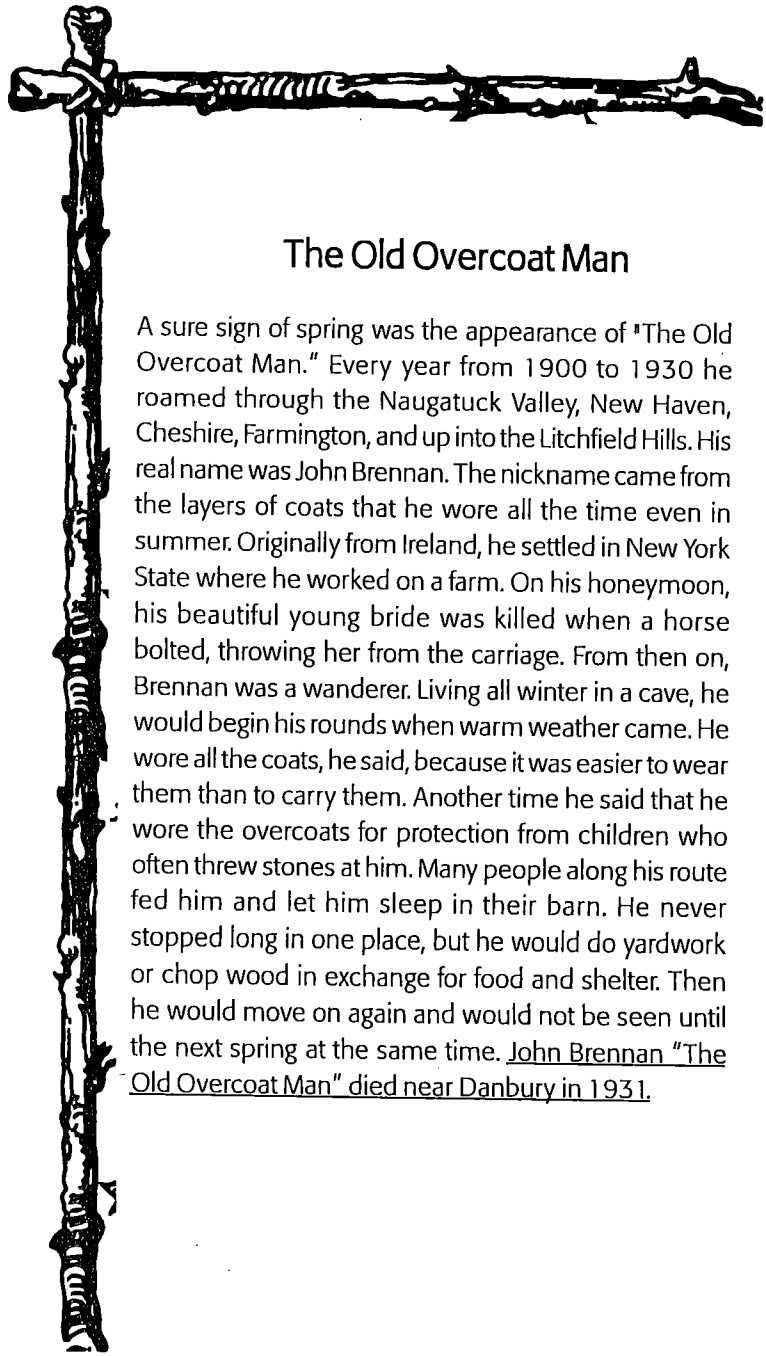 The Old Overcoat Man
A sure sign of spring was the appearance of "The Old
Overcoat Man." Every year from 1900 to 1930 he
roamed through the Naugatuck Valley, New Haven,
Cheshire, Farmington, and up into the Litchfield Hills. His
real name was John Brennan. The nickname came from
the layers of coats that he wore all the time even in
summer. Originally from Ireland, he settled in New York
State where he worked on a farm. On his honeymoon,
his beautiful young bride was killed when a horse
bolted, throwing her from the carriage. From then on,
Brennan was a wanderer. Living all winter in a cave, he
would begin his rounds when warm weather came. He
wore all the coats, he said, because it was easier to wear
them than to carry them. Another time he said that he
wore the overcoats for protection from children who
often threw stones at him. Many people along his route
fed him and let him sleep in their barn. He never
stopped long in one place, but he would do yardwork
or chop wood in exchange for food and shelter. Then
he would move on again and would not be seen until
the next spring at the same time. John Brennan "The
Old Overcoat Man" died near Danbury in 1931.